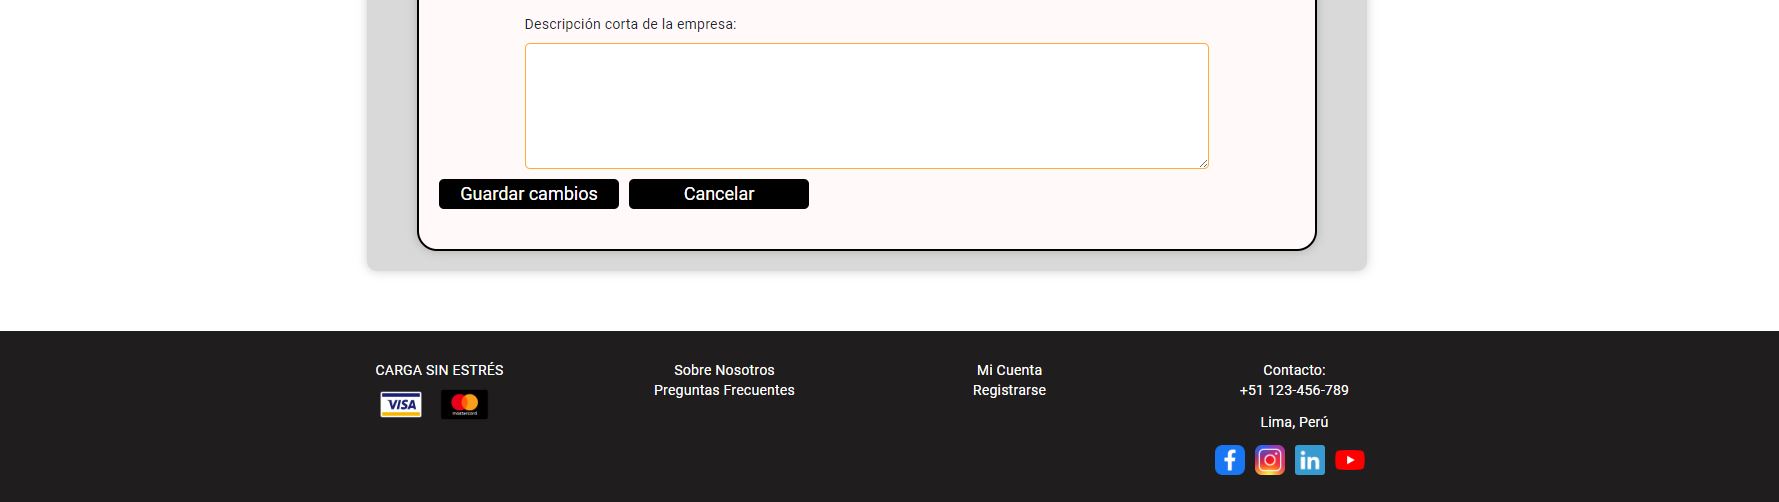 Descripción corta de la empresa:
Guardar cambios
Cancelar
CARGA SIN ESTRÉS
VISA
mastercard
Sobre Nosotros
Preguntas Frecuentes
Mi Cuenta
Registrarse
Contacto:
+51 123-456-789
Lima, Perú
f
in